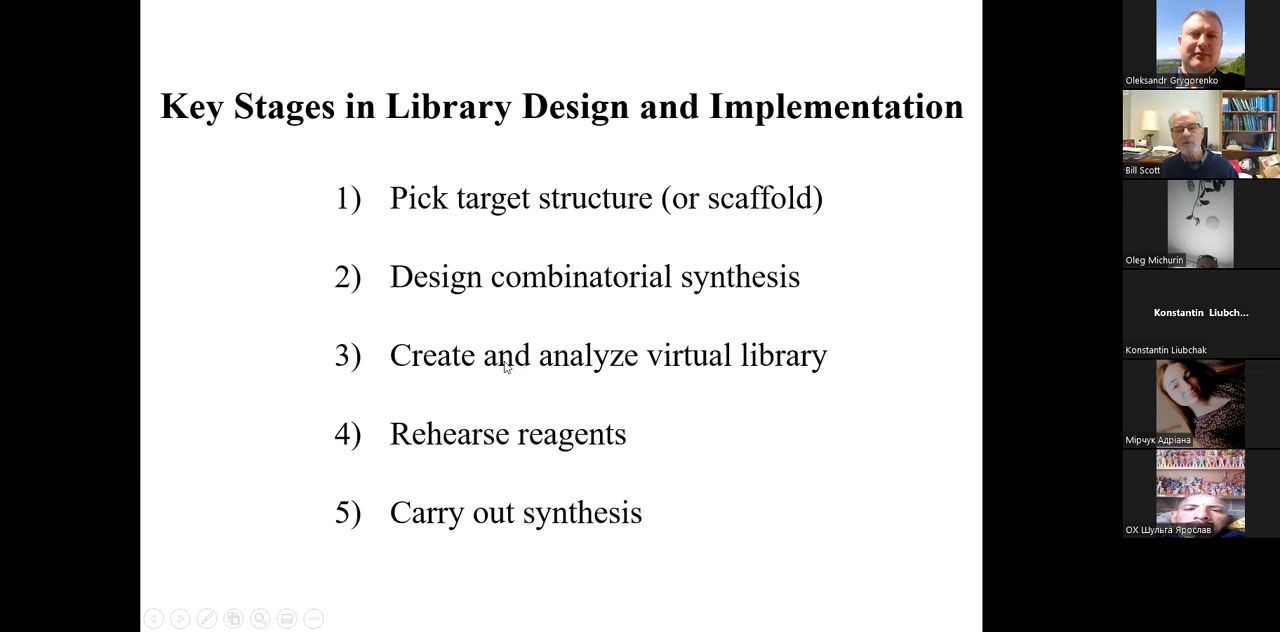 Key Stages in Library Design and Implementation
1) Pick target structure (or scaffold)
2) Design combinatorial synthesis
3) Create and analyze virtual library
4) Rehearse reagents
5) Carry out synthesis
Oleksandr Grygorenko
Bill Scott
Oleg Michurin
Konstantin Liubch...
Konstantin Liubchak
Мірчук Адріана
ОХ Шульга Ярослав